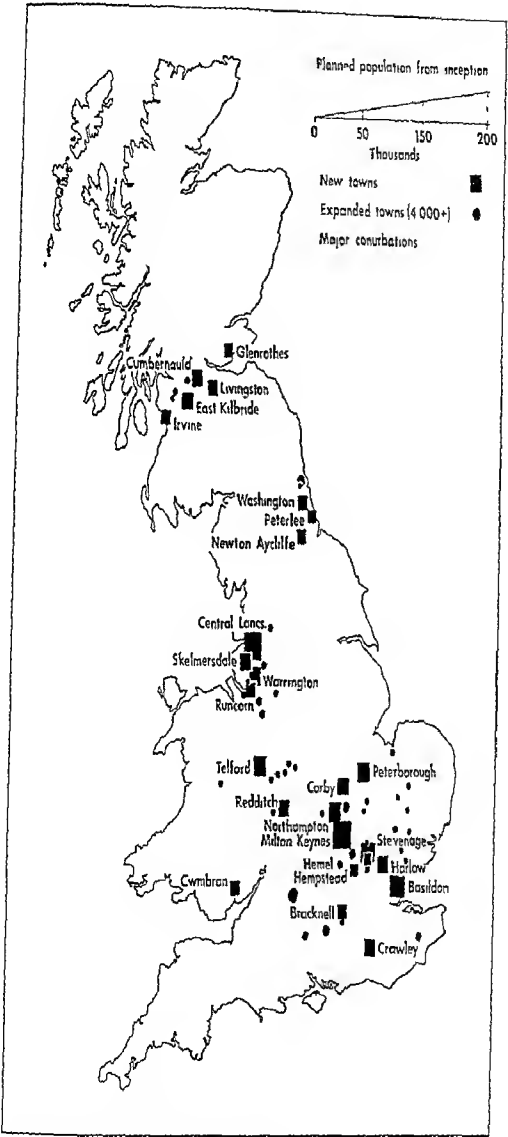 Planned population from inception
0 50 150 200
Thousands
New towns
Expanded towns (4 000+)
Major conurbations
Glenrothes
Cumbernauld
Livingston
East Kilbride
Irvine
Washington
Peterlee
Newton Aycliffe
Central Lancs.
Skelmersdale
Warrington
Runcorn
Telford
Peterborough
Corby
Redditch
Northampton
Milton Keynes
Stevenage
Hemel
Hempstead
Harlow
Basildon
Cwmbran
Bracknell
Crawley